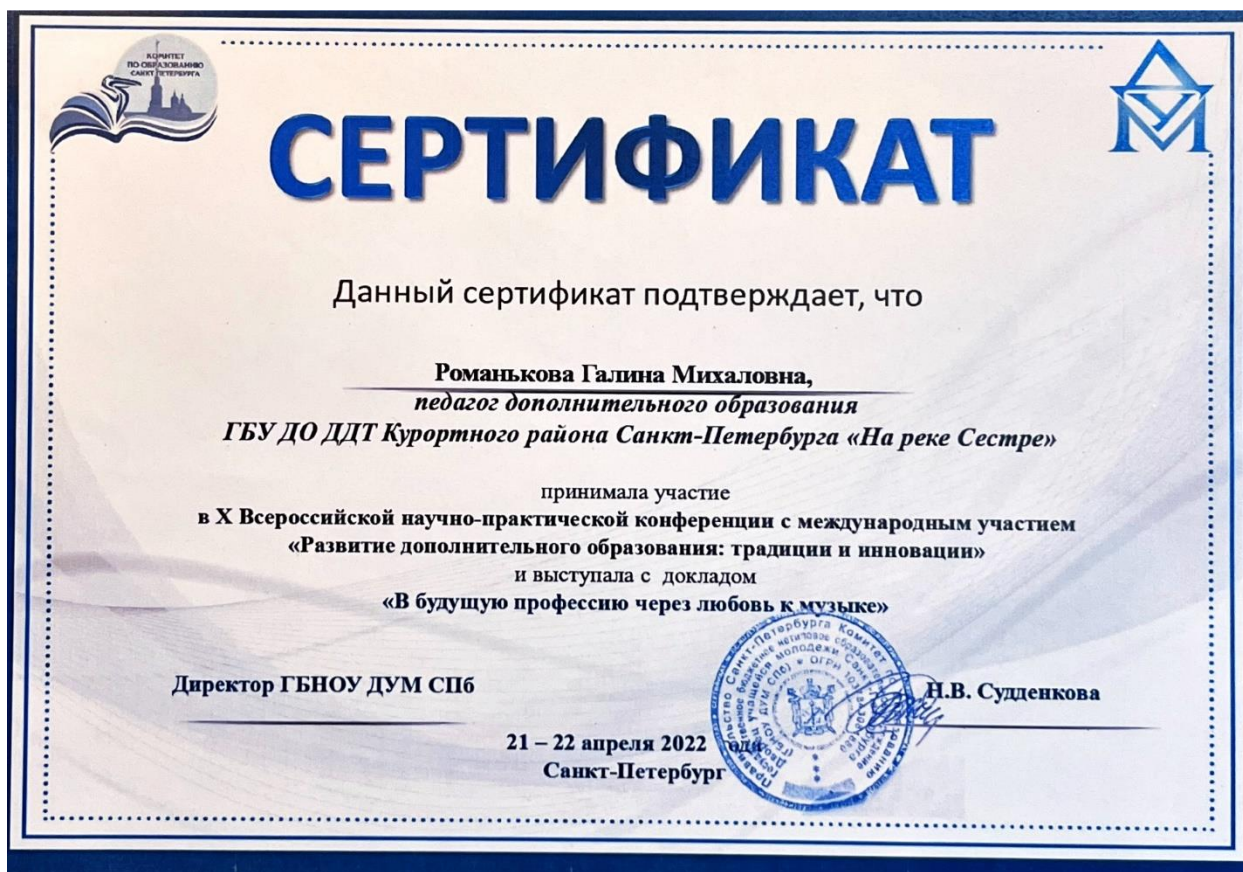 КОМИТЕТ
ПО ОБРАЗОВАНИЮ
САНКТ-ПЕТЕРБУРГА
СЕРТИФИКАТ
Данный сертификат подтверждает, что
Романькова Галина Михаловна,
педагог дополнительного образования
ГБУ ДО ДДТ Курортного района Санкт-Петербурга «На реке Сестре»
принимала участие
в X Всероссийской научно-практической конференции с международным участием
«Развитие дополнительного образования: традиции и инновации»
и выступала с докладом
«В будущую профессию через любовь к музыке»
Директор ГБНОУ ДУМ СПб
Н.В. Судденкова
21 – 22 апреля 2022 года
Санкт-Петербург